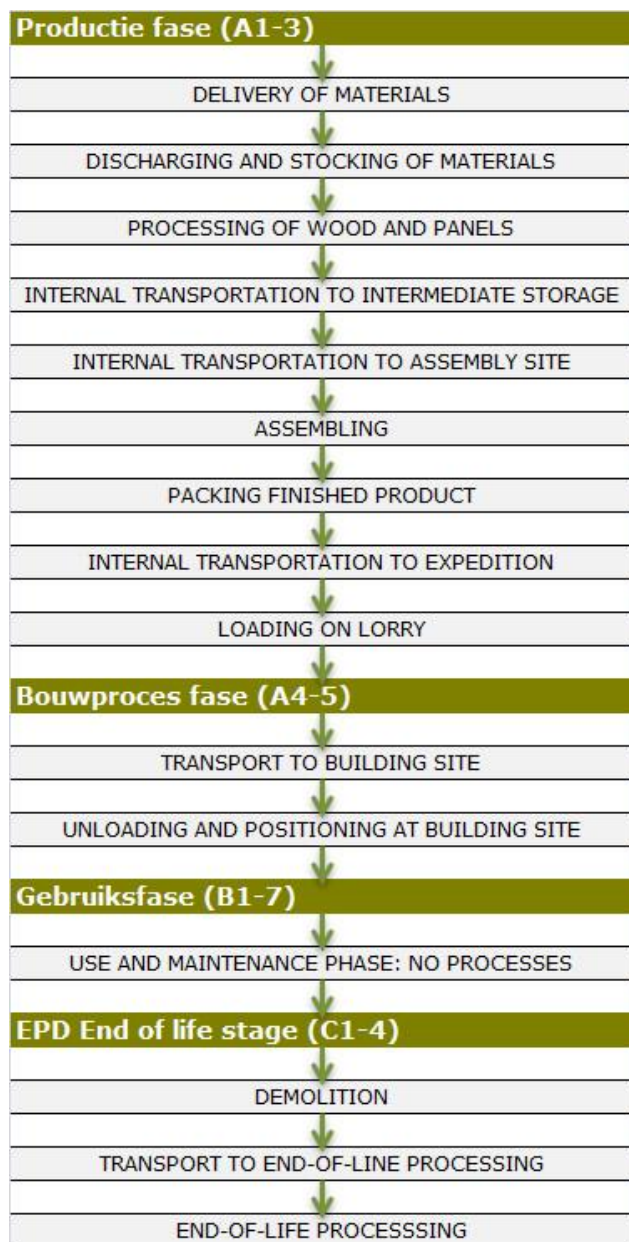 Productie fase (A1-3)
DELIVERY OF MATERIALS
DISCHARGING AND STOCKING OF MATERIALS
PROCESSING OF WOOD AND PANELS
INTERNAL TRANSPORTATION TO INTERMEDIATE STORAGE
INTERNAL TRANSPORTATION TO ASSEMBLY SITE
ASSEMBLING
PACKING FINISHED PRODUCT
INTERNAL TRANSPORTATION TO EXPEDITION
LOADING ON LORRY
Bouwproces fase (A4-5)
TRANSPORT TO BUILDING SITE
UNLOADING AND POSITIONING AT BUILDING SITE
Gebruiksfase (B1-7)
USE AND MAINTENANCE PHASE: NO PROCESSES
EPD End of life stage (C1-4)
DEMOLITION
TRANSPORT TO END-OF-LINE PROCESSING
END-OF-LIFE PROCESSSING